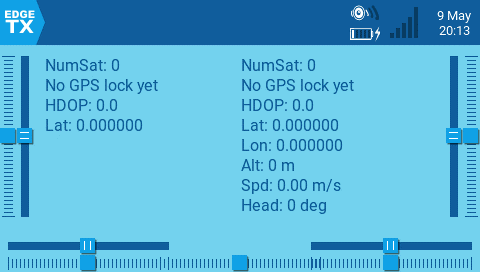 EDGE
TX
9 May
20:13
NumSat: 0
No GPS lock yet
HDOP: 0.0
Lat: 0.000000
NumSat: 0
No GPS lock yet
HDOP: 0.0
Lat: 0.000000
Lon: 0.000000
Alt: 0 m
Spd: 0.00 m/s
Head: 0 deg